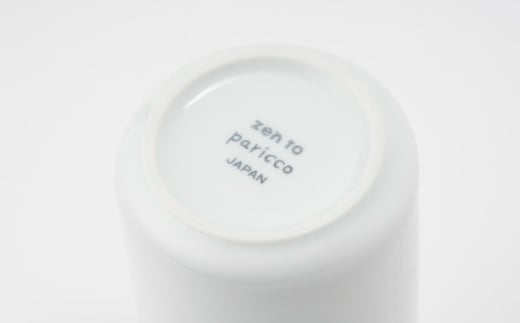 zen to
paricco
JAPAN